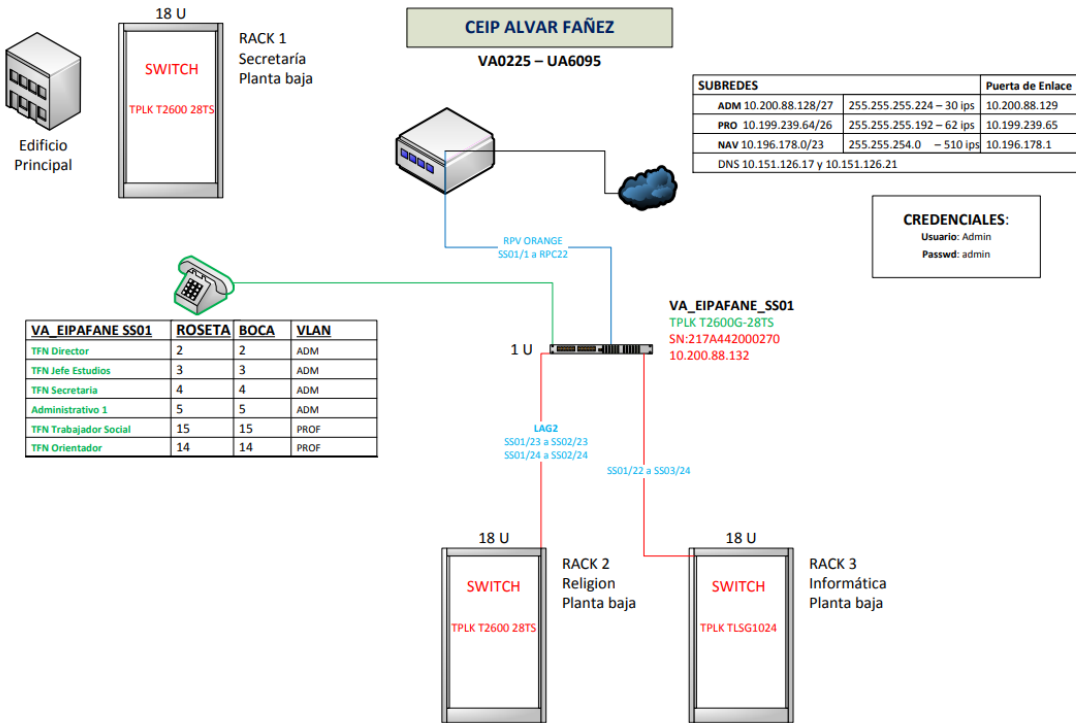 CEIP ALVAR FAÑEZ
VA0225 – UA6095
18 U
RACK 1
Secretaría
Planta baja
SWITCH
TPLK T2600 28TS
Edificio
Principal
SUBREDES Puerta de Enlace
ADM 10.200.88.128/27 255.255.255.224 – 30 ips 10.200.88.129
PRO 10.199.239.64/26 255.255.255.192 – 62 ips 10.199.239.65
NAV 10.196.178.0/23 255.255.254.0 – 510 ips 10.196.178.1
DNS 10.151.126.17 y 10.151.126.21
CREDENCIALES:
Usuario: Admin
Passwd: admin
RPV ORANGE
SS01/1 a RPC22
VA_EIPAFANE_SS01
TPLK T2600G-28TS
SN:217A442000270
10.200.88.132
1 U
VA_EIPAFANE SS01 ROSETA BOCA VLAN
TFN Director 2 2 ADM
TFN Jefe Estudios 3 3 ADM
TFN Secretaria 4 4 ADM
Administrativo 1 5 5 ADM
TFN Trabajador Social 15 15 PROF
TFN Orientador 14 14 PROF
LAG2
SS01/23 a SS02/23
SS01/24 a SS02/24
SS01/22 a SS03/24
18 U
RACK 2
Religion
Planta baja
SWITCH
TPLK T2600 28TS
18 U
RACK 3
Informática
Planta baja
SWITCH
TPLK TLSG1024